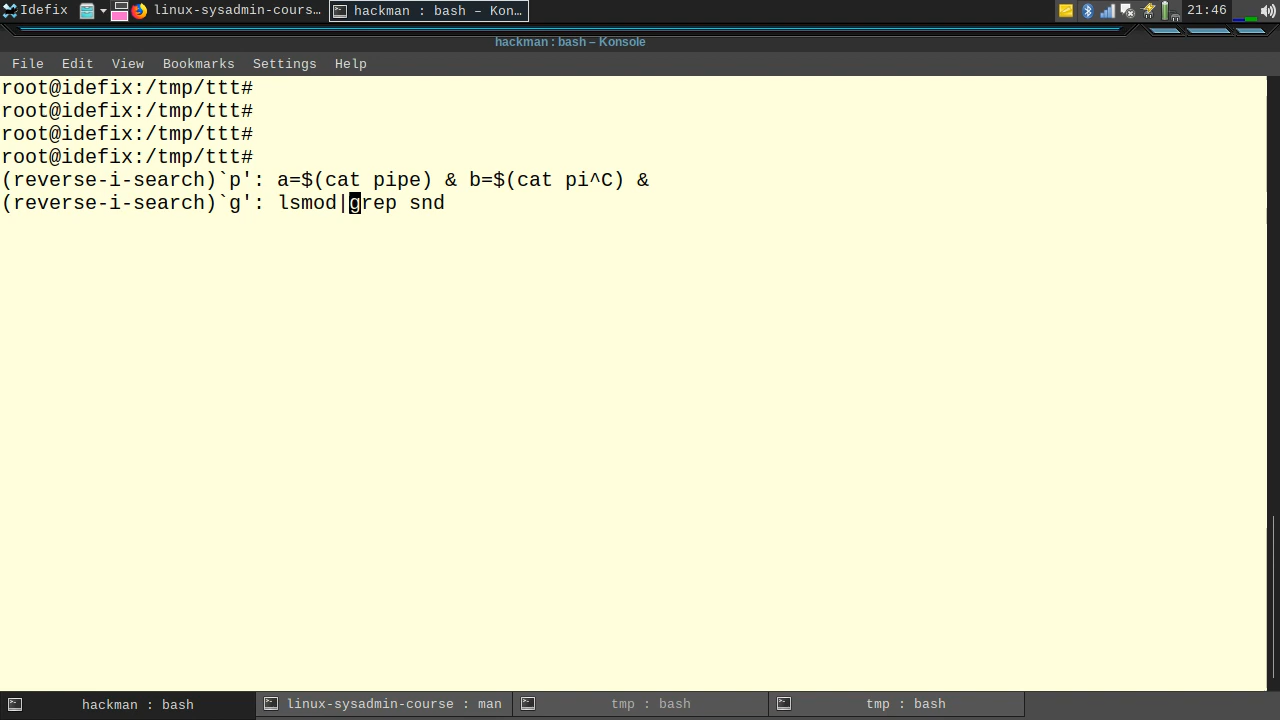 Idefix linux-sysadmin-cours… hackman : bash – Kon… 21:46
hackman : bash – Konsole
File Edit View Bookmarks Settings Help
root@idefix:/tmp/ttt#
root@idefix:/tmp/ttt#
root@idefix:/tmp/ttt#
root@idefix:/tmp/ttt#
(reverse-i-search)`p': a=$(cat pipe) & b=$(cat pi^C) &
(reverse-i-search)`g': lsmod|grep snd
hackman : bash linux-sysadmin-course : man tmp : bash tmp : bash